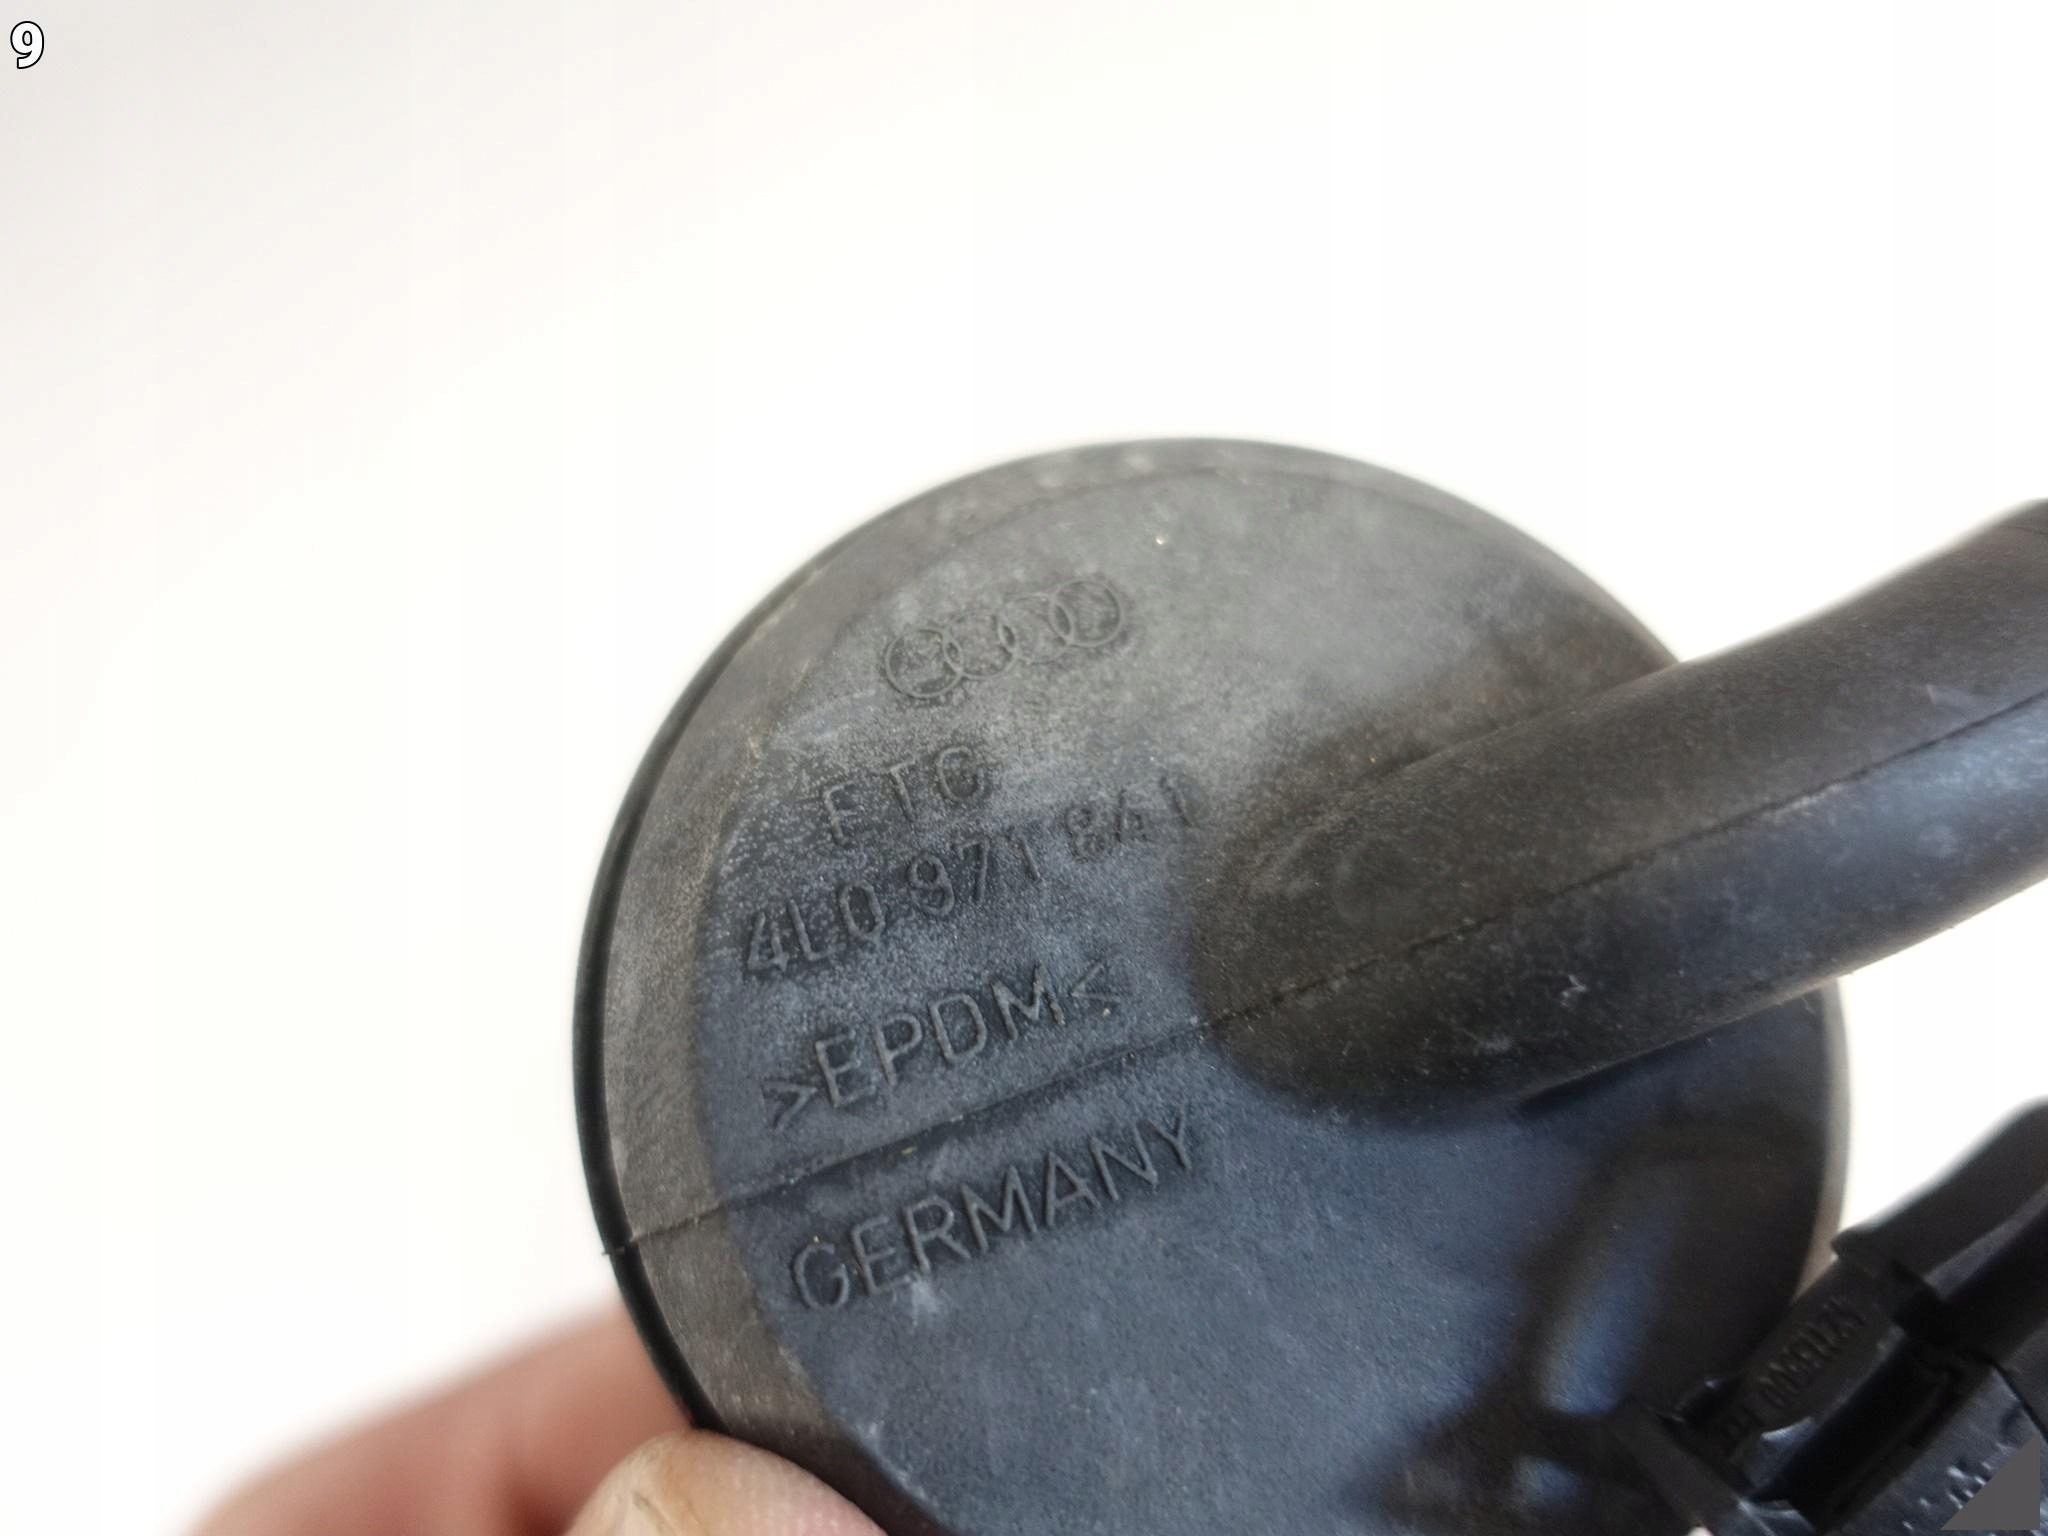 9
ETC
4L0 971 841
>EPDM<
GERMANY